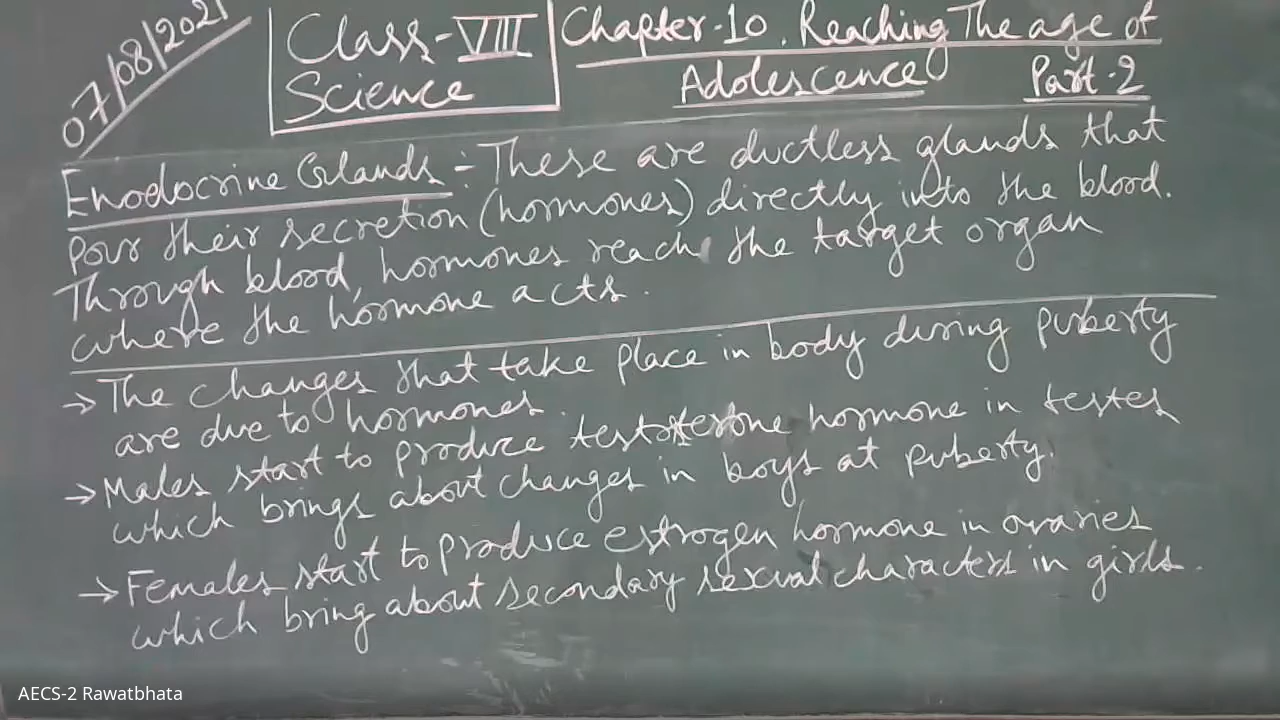 07/08/2021
Class-VIII
Science
Chapter-10. Reaching The age of
Adolescence Part-2
Enodocrine Glands :- These are ductless glands that
pour their secretion (hormones) directly into the blood.
Through blood, hormones reach the target organ
where the hormone acts.
→ The changes that take place in body during puberty
are due to hormones.
→ Males start to produce testosterone hormone in testes
which brings about changes in boys at puberty.
→ Females start to produce estrogen hormone in ovaries
which bring about secondary sexual characters in girls.
AECS-2 Rawatbhata